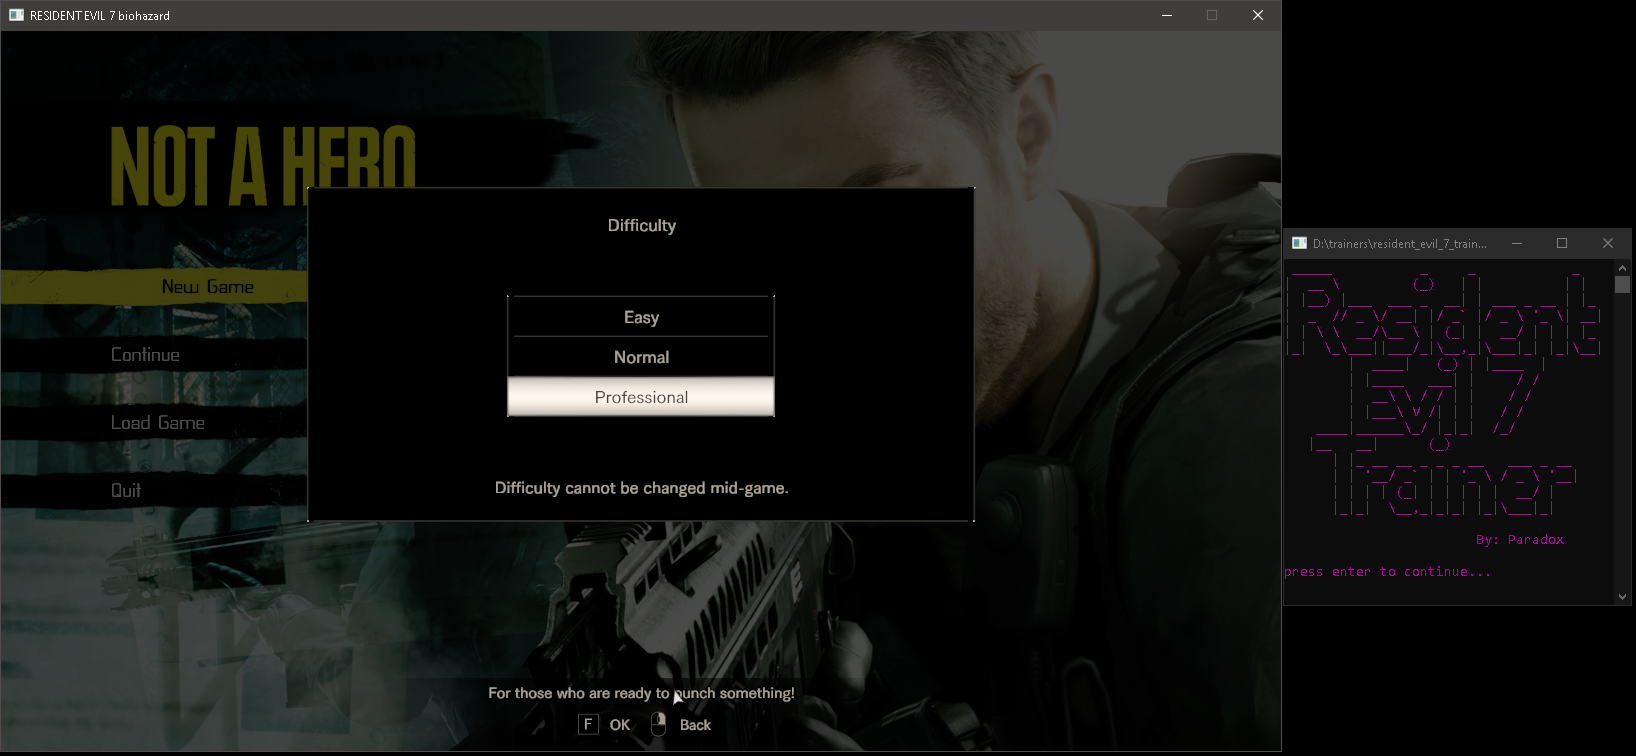 RESIDENT EVIL 7 biohazard
NOT A HERO
New Game
Continue
Load Game
Quit
Difficulty
Easy
Normal
Professional
Difficulty cannot be changed mid-game.
For those who are ready to punch something!
F OK Back
D:\trainers\resident_evil_7_train...
Resident
Evil 7
Trainer
By: Paradox
press enter to continue...